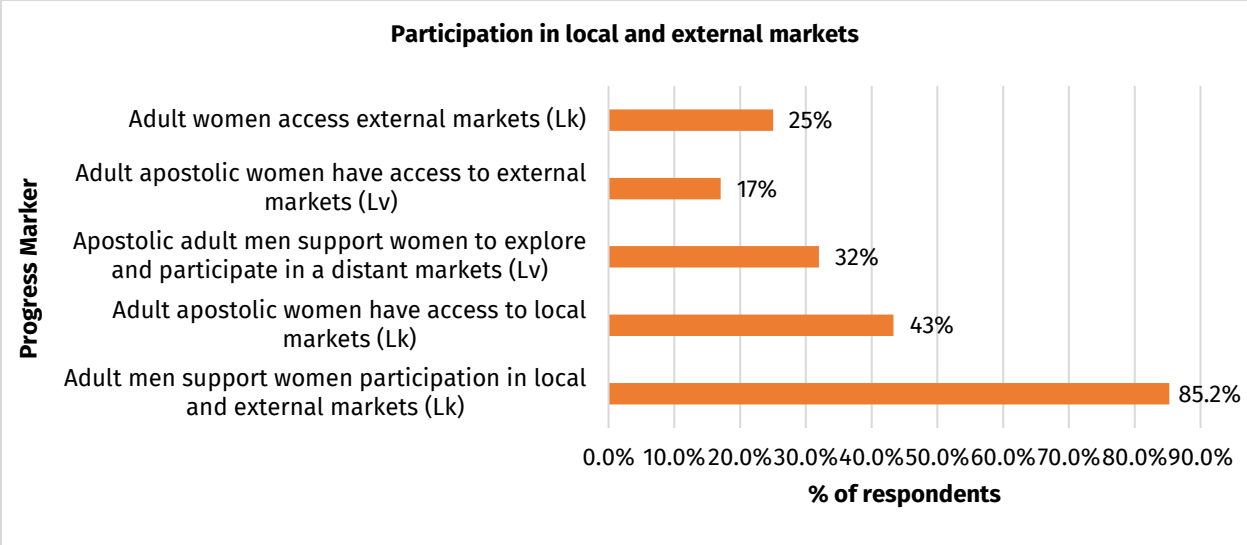 Participation in local and external markets
Progress Marker
Adult women access external markets (Lk)
25%
Adult apostolic women have access to external
markets (Lv)
17%
Apostolic adult men support women to explore
and participate in a distant markets (Lv)
32%
Adult apostolic women have access to local
markets (Lk)
43%
Adult men support women participation in local
and external markets (Lk)
85.2%
0.0% 10.0% 20.0% 30.0% 40.0% 50.0% 60.0% 70.0% 80.0% 90.0%
% of respondents